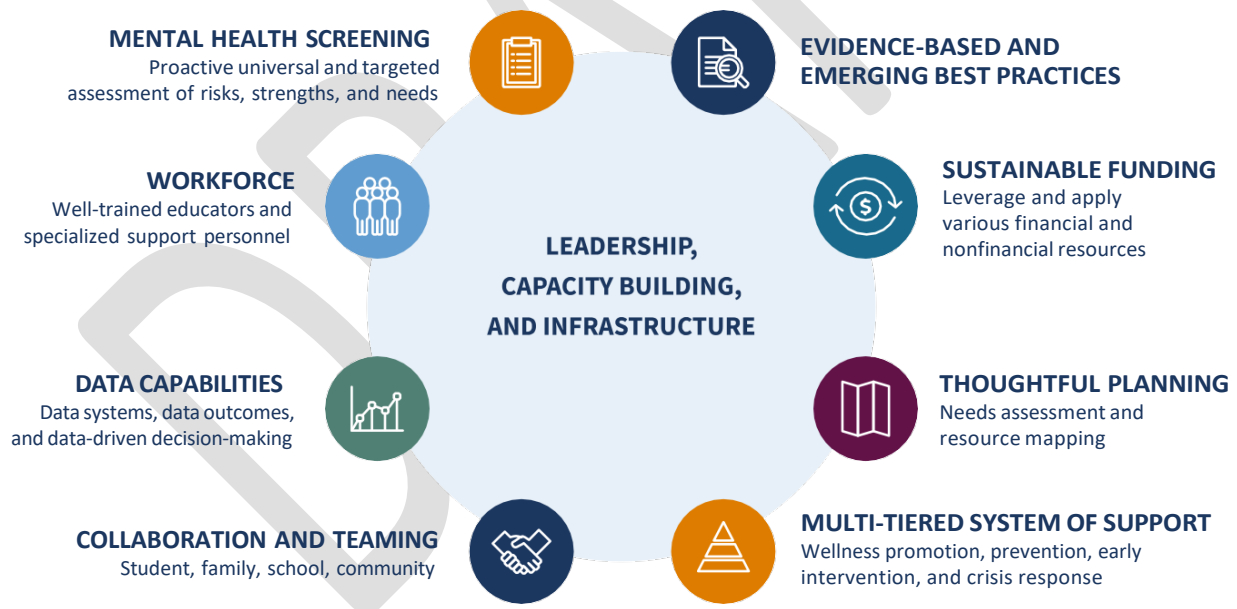 MENTAL HEALTH SCREENING
Proactive universal and targeted
assessment of risks, strengths, and needs
EVIDENCE-BASED AND
EMERGING BEST PRACTICES
WORKFORCE
Well-trained educators and
specialized support personnel
SUSTAINABLE FUNDING
Leverage and apply
various financial and
nonfinancial resources
$
LEADERSHIP,
CAPACITY BUILDING,
AND INFRASTRUCTURE
DATA CAPABILITIES
Data systems, data outcomes,
and data-driven decision-making
THOUGHTFUL PLANNING
Needs assessment and
resource mapping
COLLABORATION AND TEAMING
Student, family, school, community
MULTI-TIERED SYSTEM OF SUPPORT
Wellness promotion, prevention, early
intervention, and crisis response